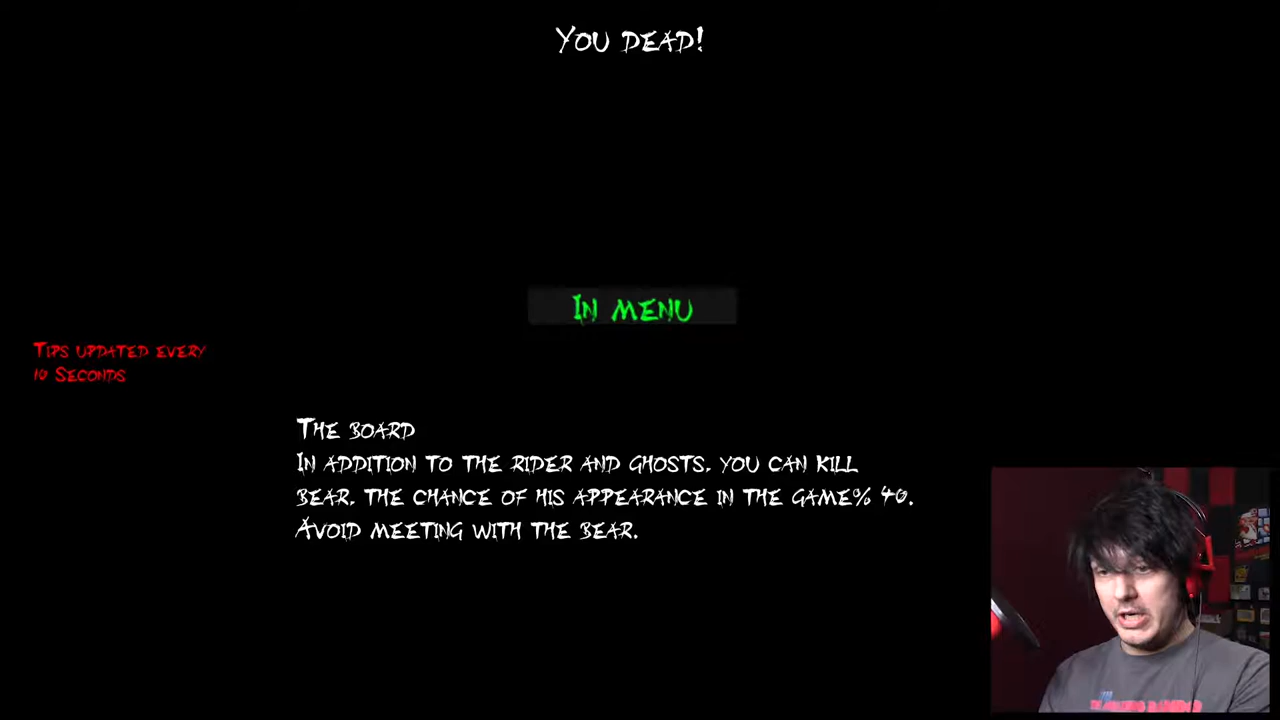 You dead!
In menu
Tips updated every
10 Seconds
The board
In addition to the rider and ghosts, you can kill
bear, the chance of his appearance in the game% 40.
Avoid meeting with the bear.